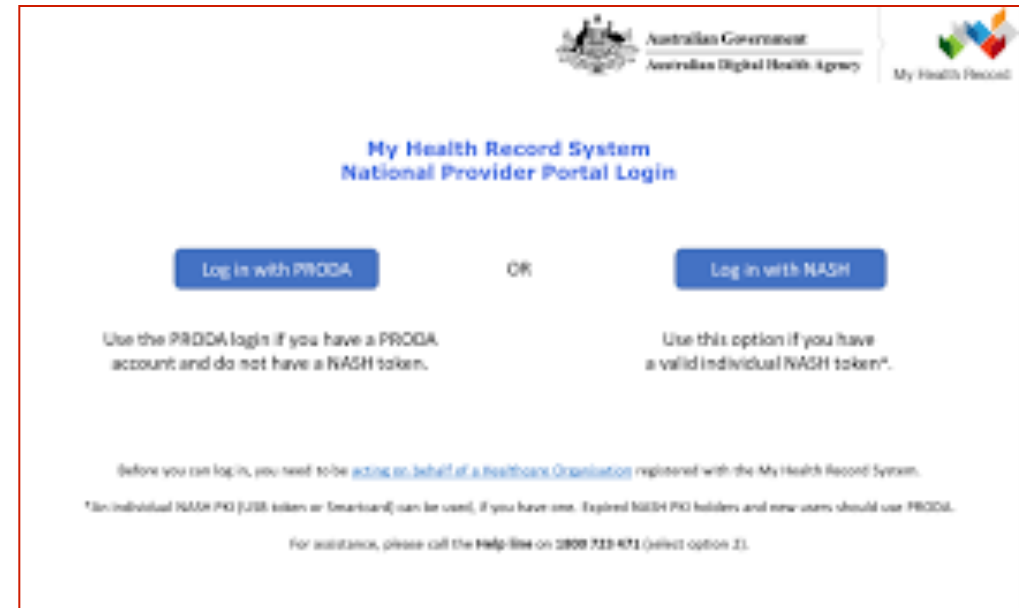 Australian Government
Australian Digital Health Agency
My Health Record
My Health Record System
National Provider Portal Login
Log in with PRODA
OR
Log in with NASH
Use the PRODA login if you have a PRODA
account and do not have a NASH token.
Use this option if you have
a valid individual NASH token*.
Before you can log in, you need to be acting on behalf of a Healthcare Organisation registered with the My Health Record System.
*An individual NASH PKI (USB token or Smartcard) can be used, if you have one. Expired NASH PKI holders and new users should use PRODA.
For assistance, please call the Help line on 1800 723 471 (select option 2).